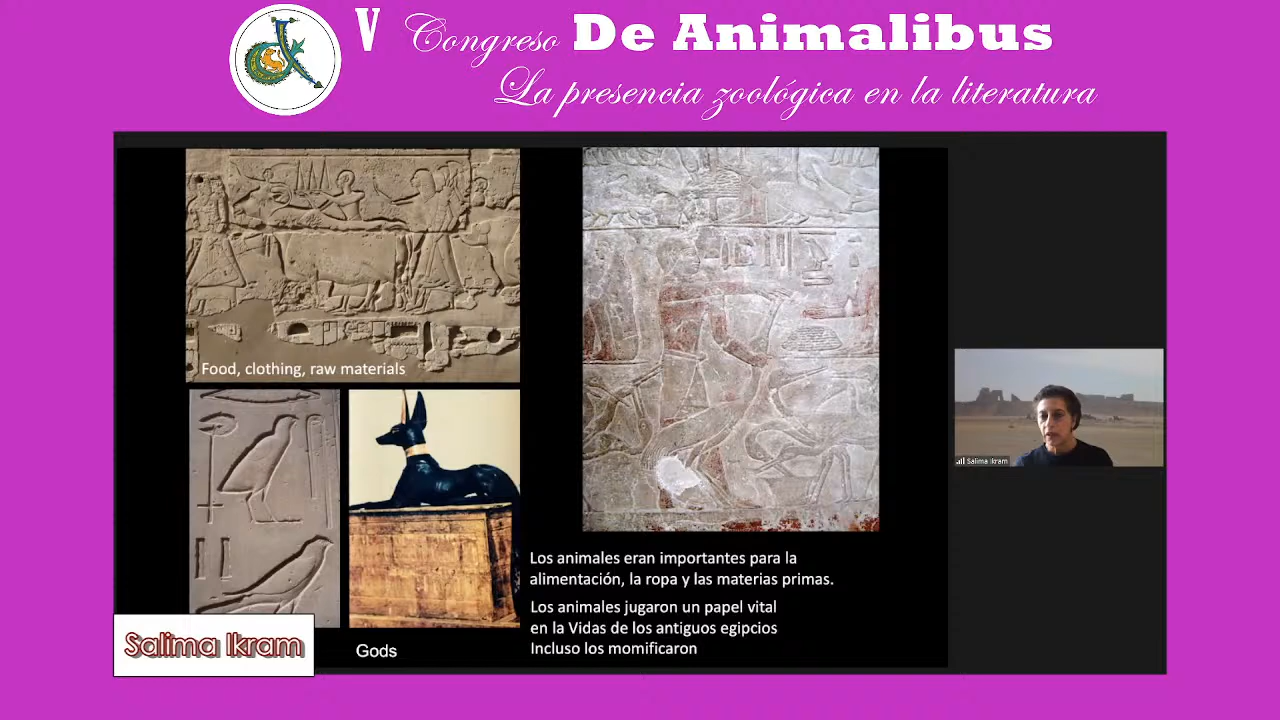 V Congreso De Animalibus
La presencia zoológica en la literatura
Food, clothing, raw materials
Los animales eran importantes para la
alimentación, la ropa y las materias primas.
Los animales jugaron un papel vital
en la Vidas de los antiguos egipcios
Incluso los momificaron
Gods
Salima Ikram
Salima Ikram